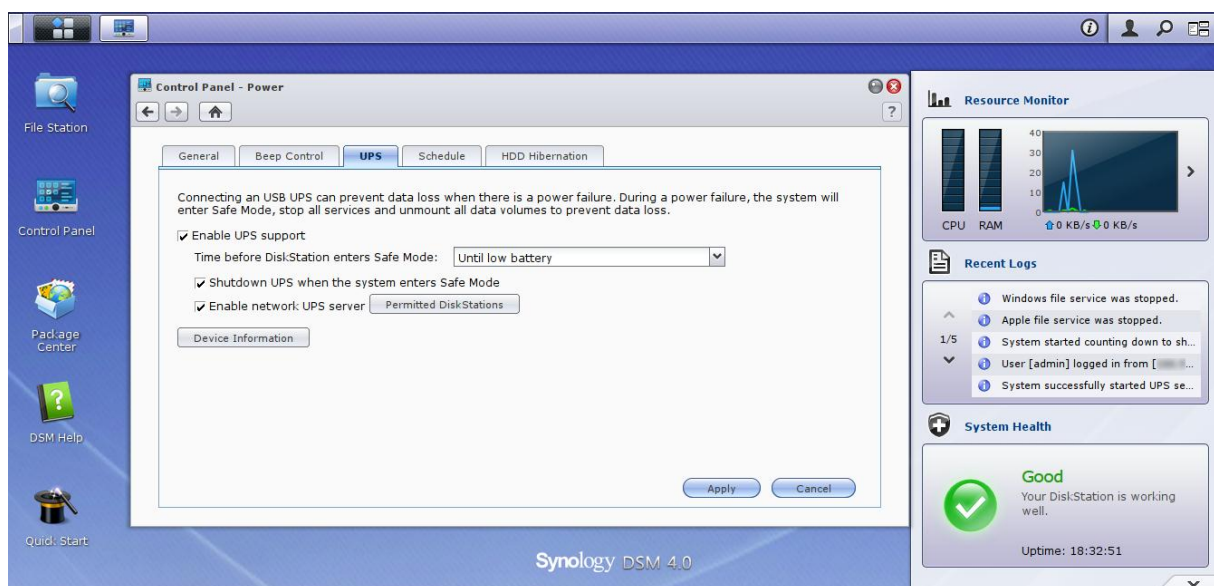 File Station
Control Panel
Package
Center
DSM Help
Quick Start
Control Panel - Power
?
General
Beep Control
UPS
Schedule
HDD Hibernation
Connecting an USB UPS can prevent data loss when there is a power failure. During a power failure, the system will
enter Safe Mode, stop all services and unmount all data volumes to prevent data loss.
Enable UPS support
Time before DiskStation enters Safe Mode: Until low battery
Shutdown UPS when the system enters Safe Mode
Enable network UPS server Permitted DiskStations
Device Information
Apply
Cancel
Synology DSM 4.0
Resource Monitor
40
30
20
10
0
CPU RAM 0 KB/s 0 KB/s
Recent Logs
1/5
Windows file service was stopped.
Apple file service was stopped.
System started counting down to sh...
User [admin] logged in from [ ...
System successfully started UPS se...
System Health
Good
Your DiskStation is working
well.
Uptime: 18:32:51